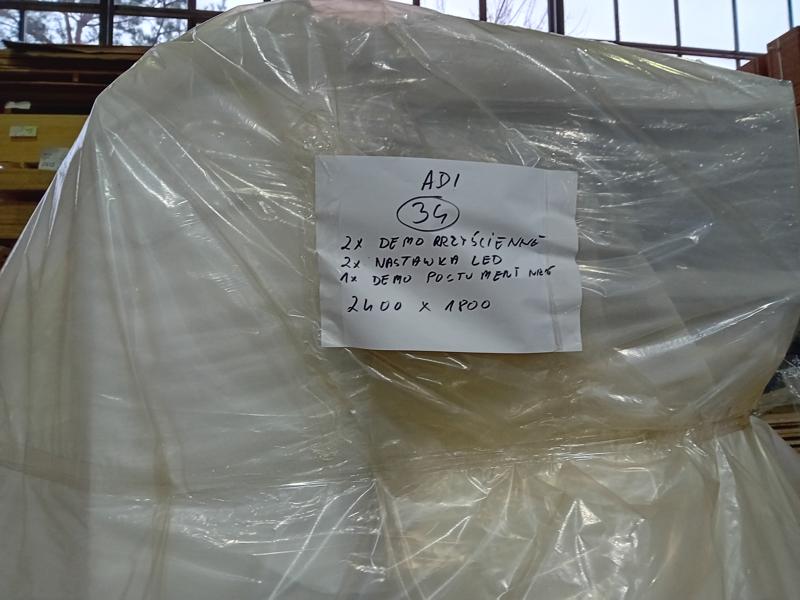 ADI
34
2x DEMO PRZYŚCIENNE
2x NASTAWKA LED
1x DEMO POSTUMENT
2400 x 1800